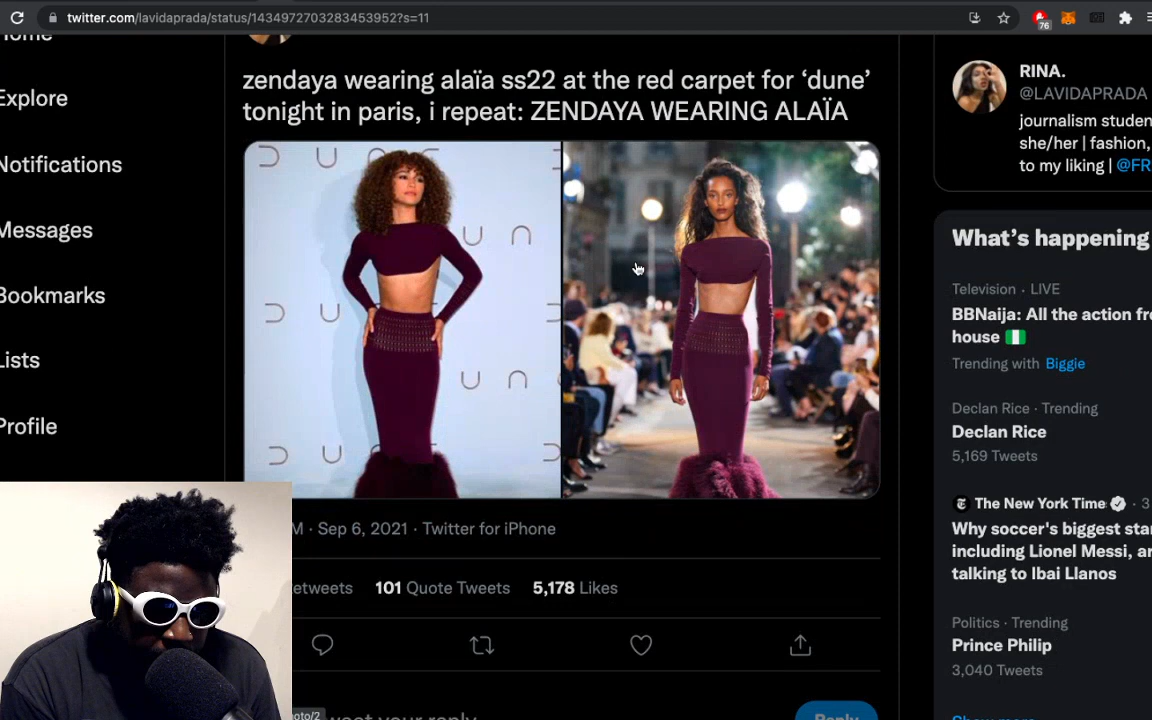 twitter.com/lavidaprada/status/1434972703283453952?s=11
76
Home
Explore
Notifications
Messages
Bookmarks
Lists
Profile
zendaya wearing alaïa ss22 at the red carpet for ‘dune’
tonight in paris, i repeat: ZENDAYA WEARING ALAÏA
M · Sep 6, 2021 · Twitter for iPhone
etweets 101 Quote Tweets 5,178 Likes
Reply
RINA.
@LAVIDAPRADA
journalism studen
she/her | fashion,
to my liking | @FR
What’s happening
Television · LIVE
BBNaija: All the action fr
house
Trending with Biggie
Declan Rice · Trending
Declan Rice
5,169 Tweets
The New York Time · 3
Why soccer's biggest sta
including Lionel Messi, ar
talking to Ibai Llanos
Politics · Trending
Prince Philip
3,040 Tweets